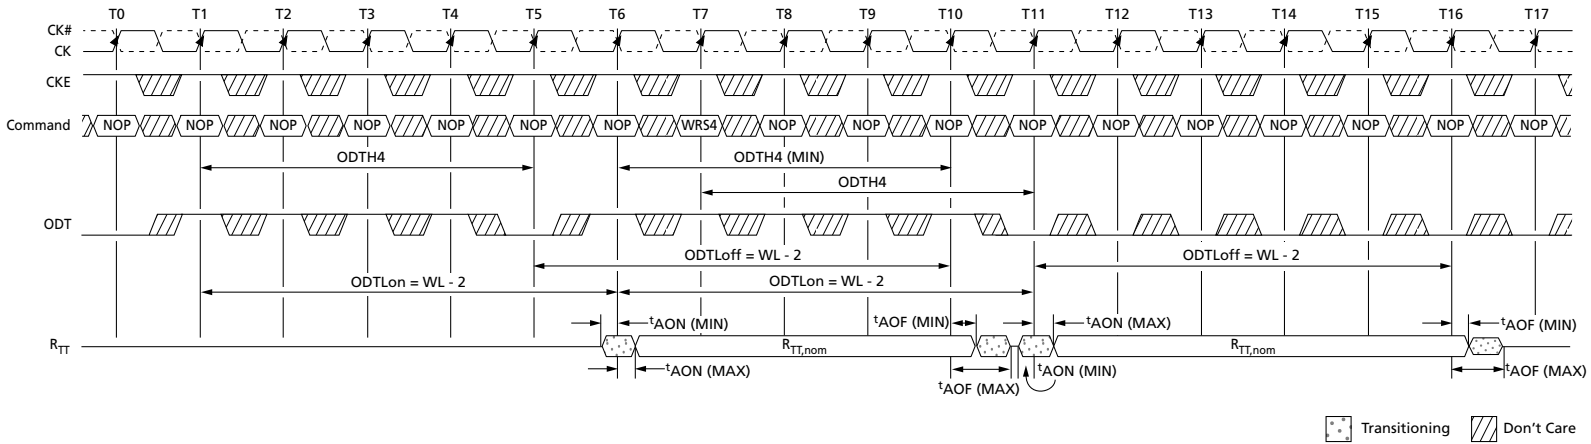 T0 T1 T2 T3 T4 T5 T6 T7 T8 T9 T10 T11 T12 T13 T14 T15 T16 T17
CK#
CK
CKE
Command NOP NOP NOP NOP NOP NOP NOP WRS4 NOP NOP NOP NOP NOP NOP NOP NOP NOP NOP
ODTH4 ODTH4 (MIN)
ODTH4
ODT
ODTLoff = WL - 2 ODTLoff = WL - 2
ODTLon = WL - 2 ODTLon = WL - 2
tAON (MIN) tAOF (MIN) tAON (MAX) tAOF (MIN)
RTT RTT,nom RTT,nom
tAON (MAX) tAON (MIN) tAOF (MAX)
tAOF (MAX)
Transitioning Don't Care